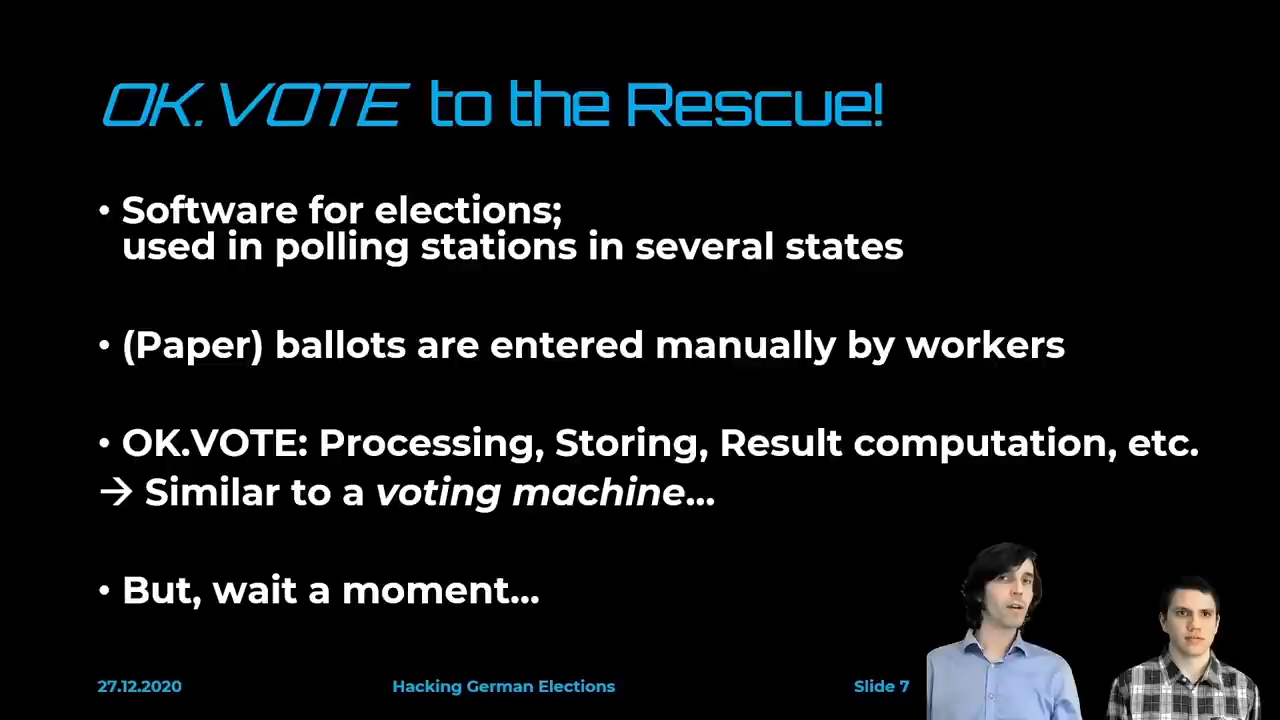 OK.VOTE to the Rescue!
• Software for elections;
used in polling stations in several states
• (Paper) ballots are entered manually by workers
• OK.VOTE: Processing, Storing, Result computation, etc.
→ Similar to a voting machine...
• But, wait a moment...
27.12.2020 Hacking German Elections Slide 7